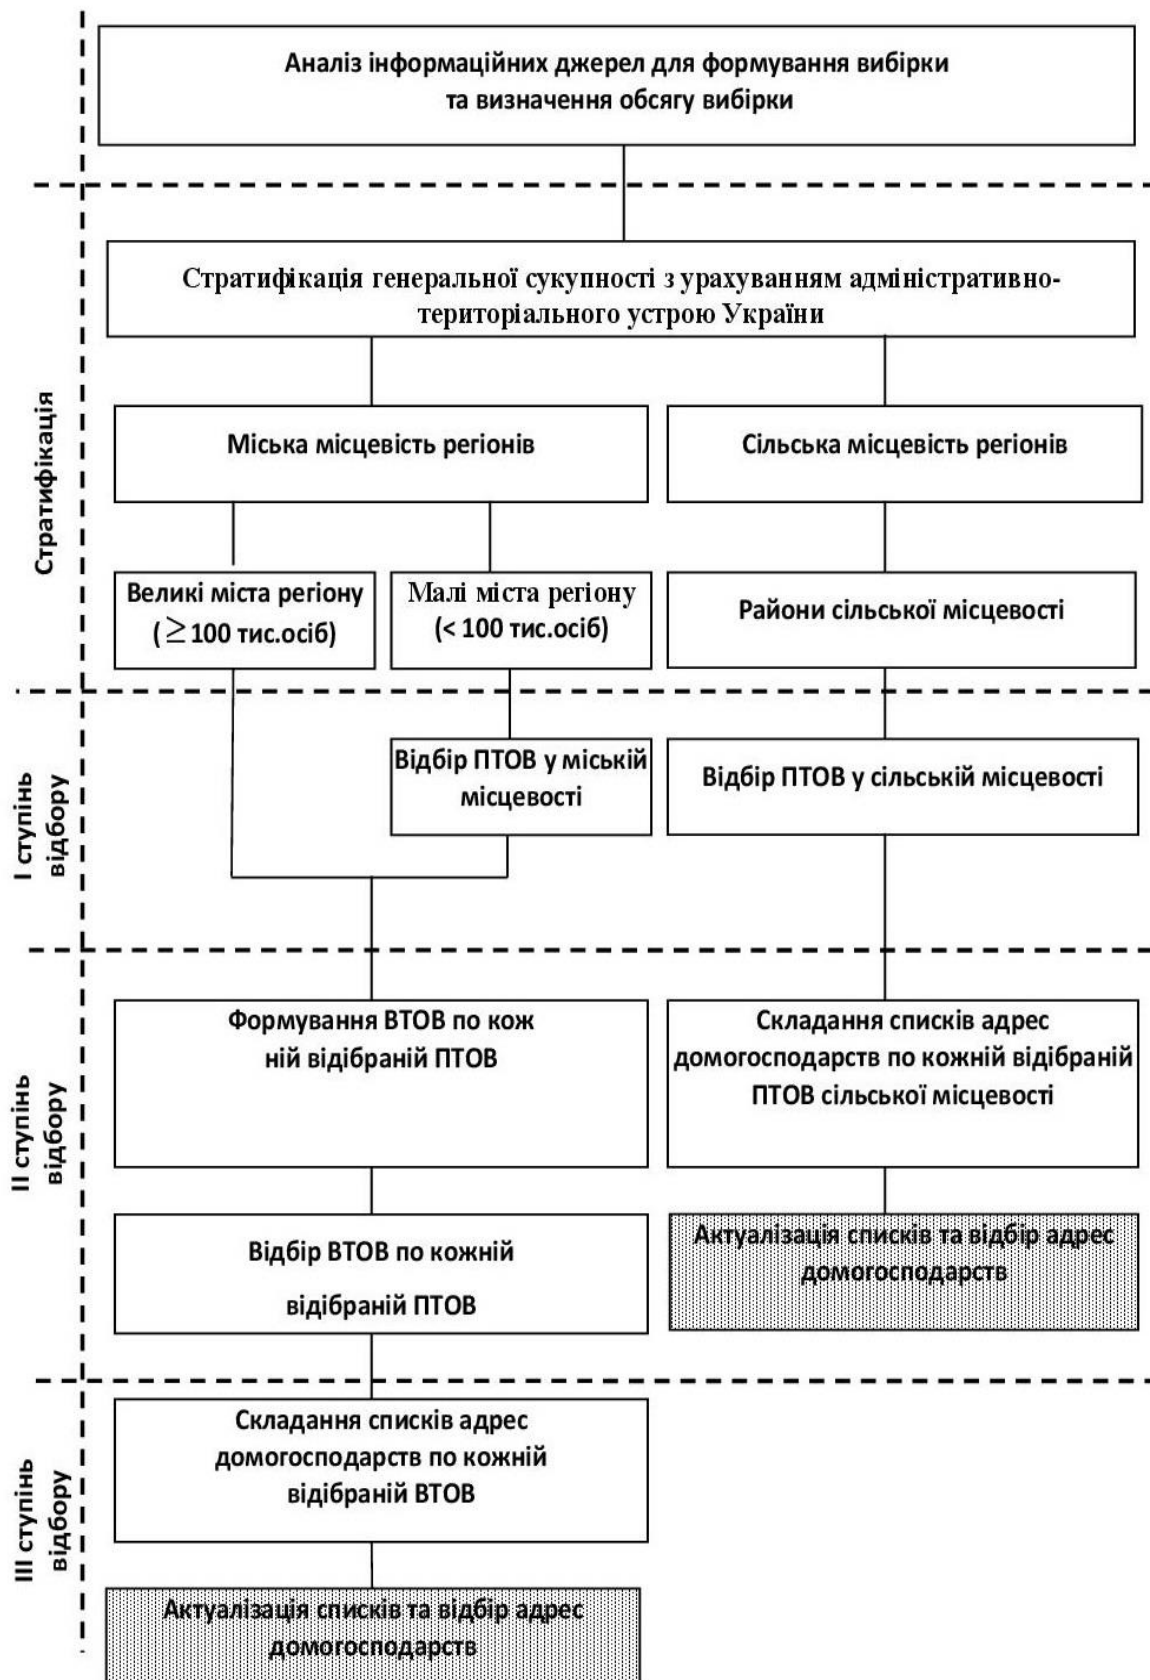 Аналіз інформаційних джерел для формування вибірки
та визначення обсягу вибірки
Стратифікація
Стратифікація генеральної сукупності з урахуванням адміністративно-
територіального устрою України
Міська місцевість регіонів
Сільська місцевість регіонів
Великі міста регіону
( ≥ 100 тис.осіб)
Малі міста регіону
(< 100 тис.осіб)
Райони сільської місцевості
І ступінь
відбору
Відбір ПТОВ у міській
місцевості
Відбір ПТОВ у сільській місцевості
ІІ ступінь
відбору
Формування ВТОВ по кож
ній відібраній ПТОВ
Складання списків адрес
домогосподарств по кожній відібраній
ПТОВ сільської місцевості
Відбір ВТОВ по кожній
відібраній ПТОВ
Актуалізація списків та відбір адрес
домогосподарств
ІІІ ступінь
відбору
Складання списків адрес
домогосподарств по кожній
відібраній ВТОВ
Актуалізація списків та відбір адрес
домогосподарств